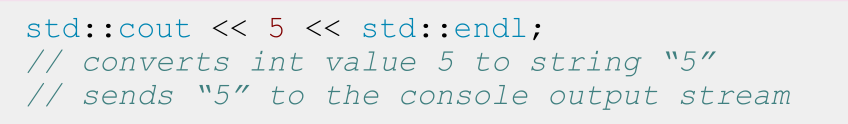 std::cout << 5 << std::endl;
// converts int value 5 to string “5”
// sends “5” to the console output stream